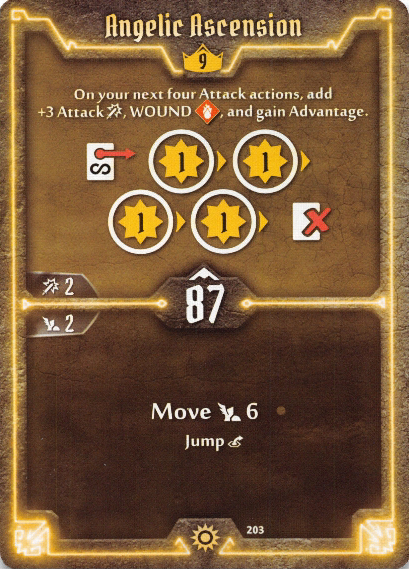 Angelic Ascension
9
On your next four Attack actions, add
+3 Attack, WOUND, and gain Advantage.
1 1
1 1
2
87
2
Move 6
Jump
203